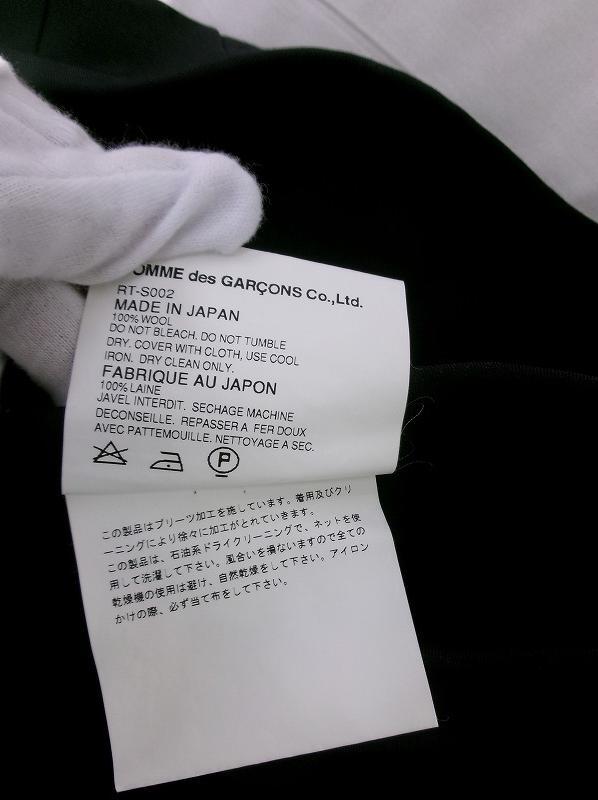 OMME des GARÇONS Co.,Ltd.
RT-S002
MADE IN JAPAN
100% WOOL
DO NOT BLEACH. DO NOT TUMBLE
DRY. COVER WITH CLOTH, USE COOL
IRON. DRY CLEAN ONLY.
FABRIQUE AU JAPON
100% LAINE
JAVEL INTERDIT. SECHAGE MACHINE
DECONSEILLE. REPASSER A FER DOUX
AVEC PATTEMOUILLE. NETTOYAGE A SEC.
P
この製品はプリーツ加工を施しています。着用及びクリ
ーニングにより徐々に加工がとれていきます。
この製品は、石油系ドライクリーニングで、ネットを使
用して洗濯して下さい。風合いを損ないますので全ての
乾燥機の使用は避け、自然乾燥をして下さい。アイロン
かけの際、必ず当て布をして下さい。